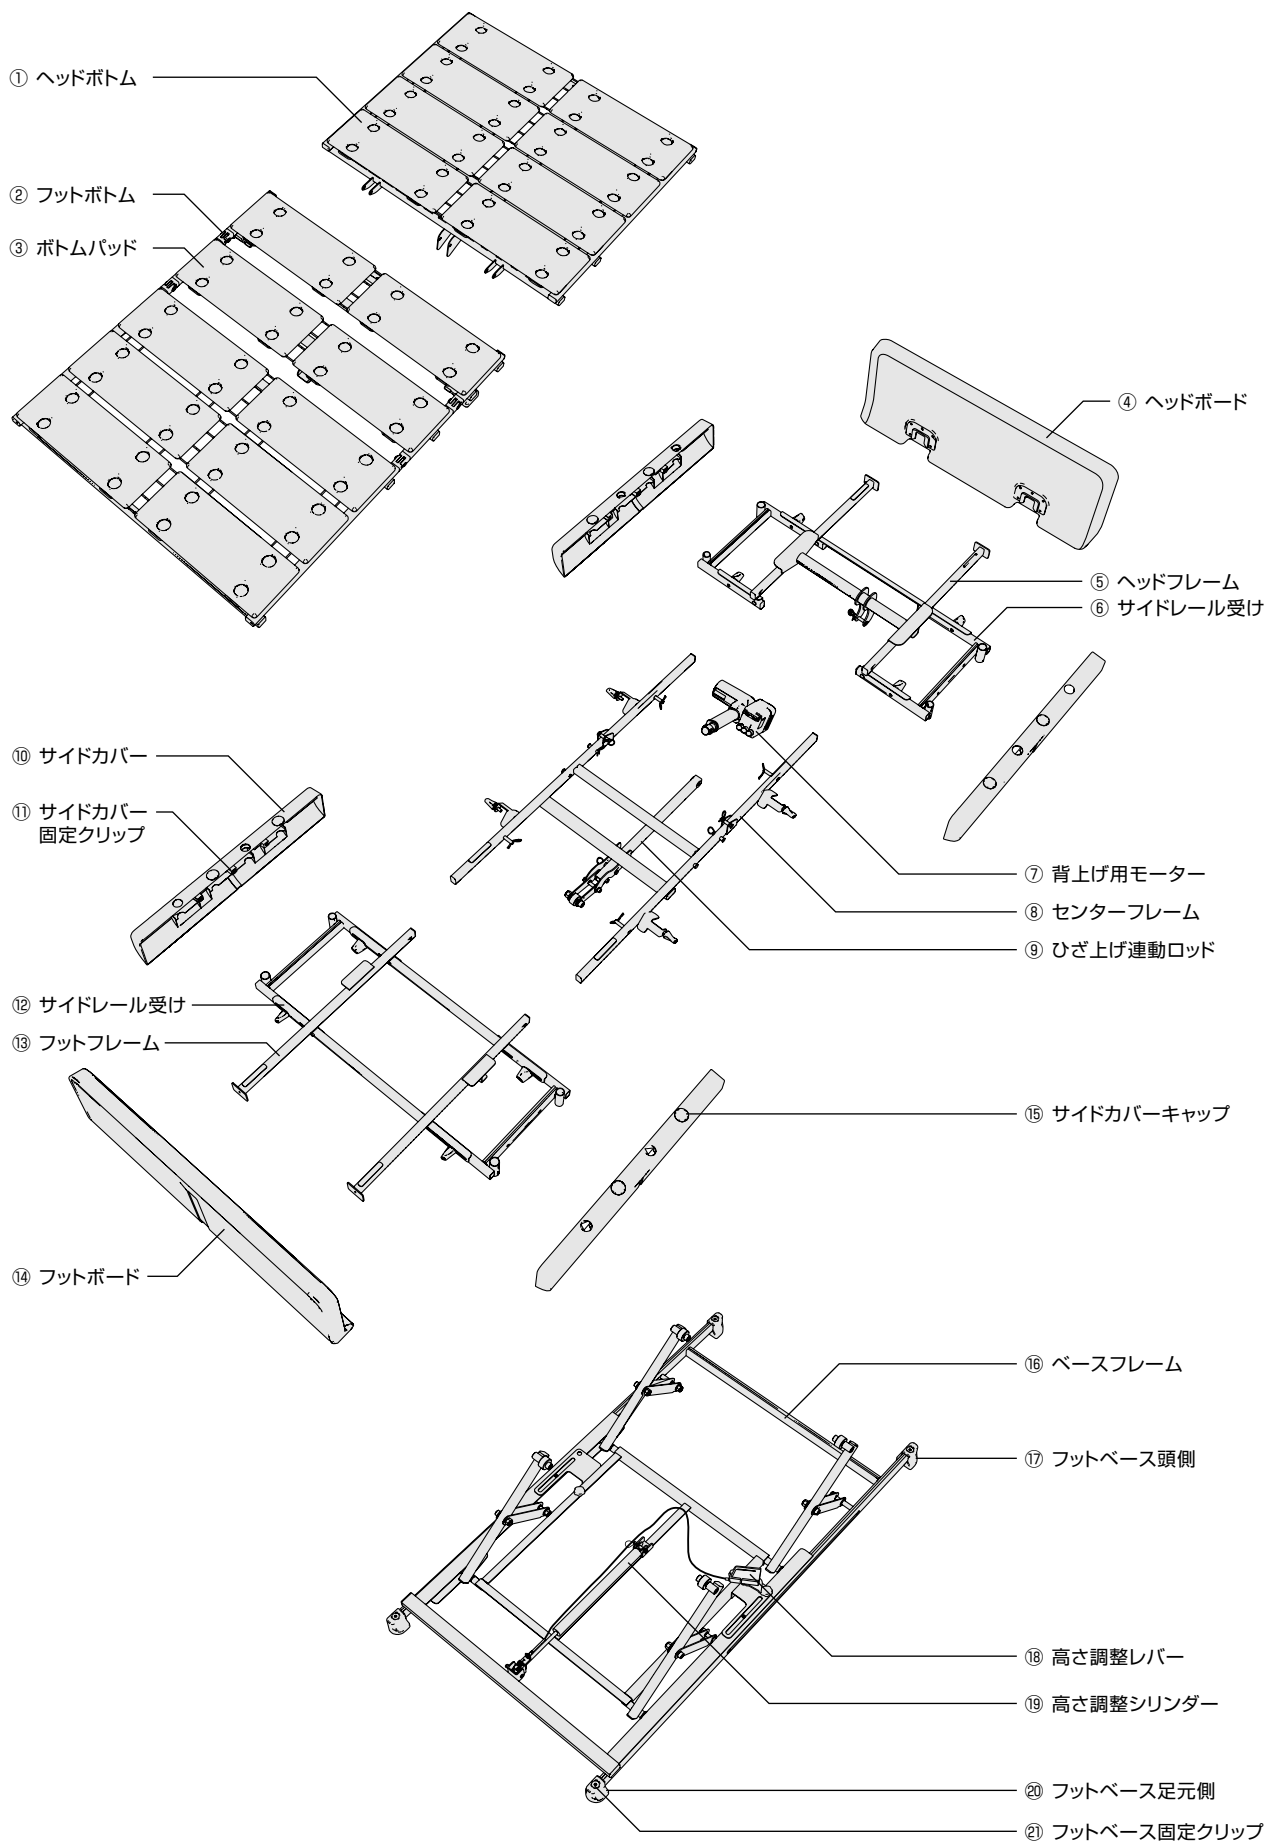 ① ヘッドボトム
② フットボトム
③ ボトムパッド
④ ヘッドボード
⑤ ヘッドフレーム
⑥ サイドレール受け
⑦ 背上げ用モーター
⑧ センターフレーム
⑨ ひざ上げ連動ロッド
⑩ サイドカバー
⑪ サイドカバー
固定クリップ
⑫ サイドレール受け
⑬ フットフレーム
⑭ フットボード
⑮ サイドカバーキャップ
⑯ ベースフレーム
⑰ フットベース頭側
⑱ 高さ調整レバー
⑲ 高さ調整シリンダー
⑳ フットベース足元側
㉑ フットベース固定クリップ